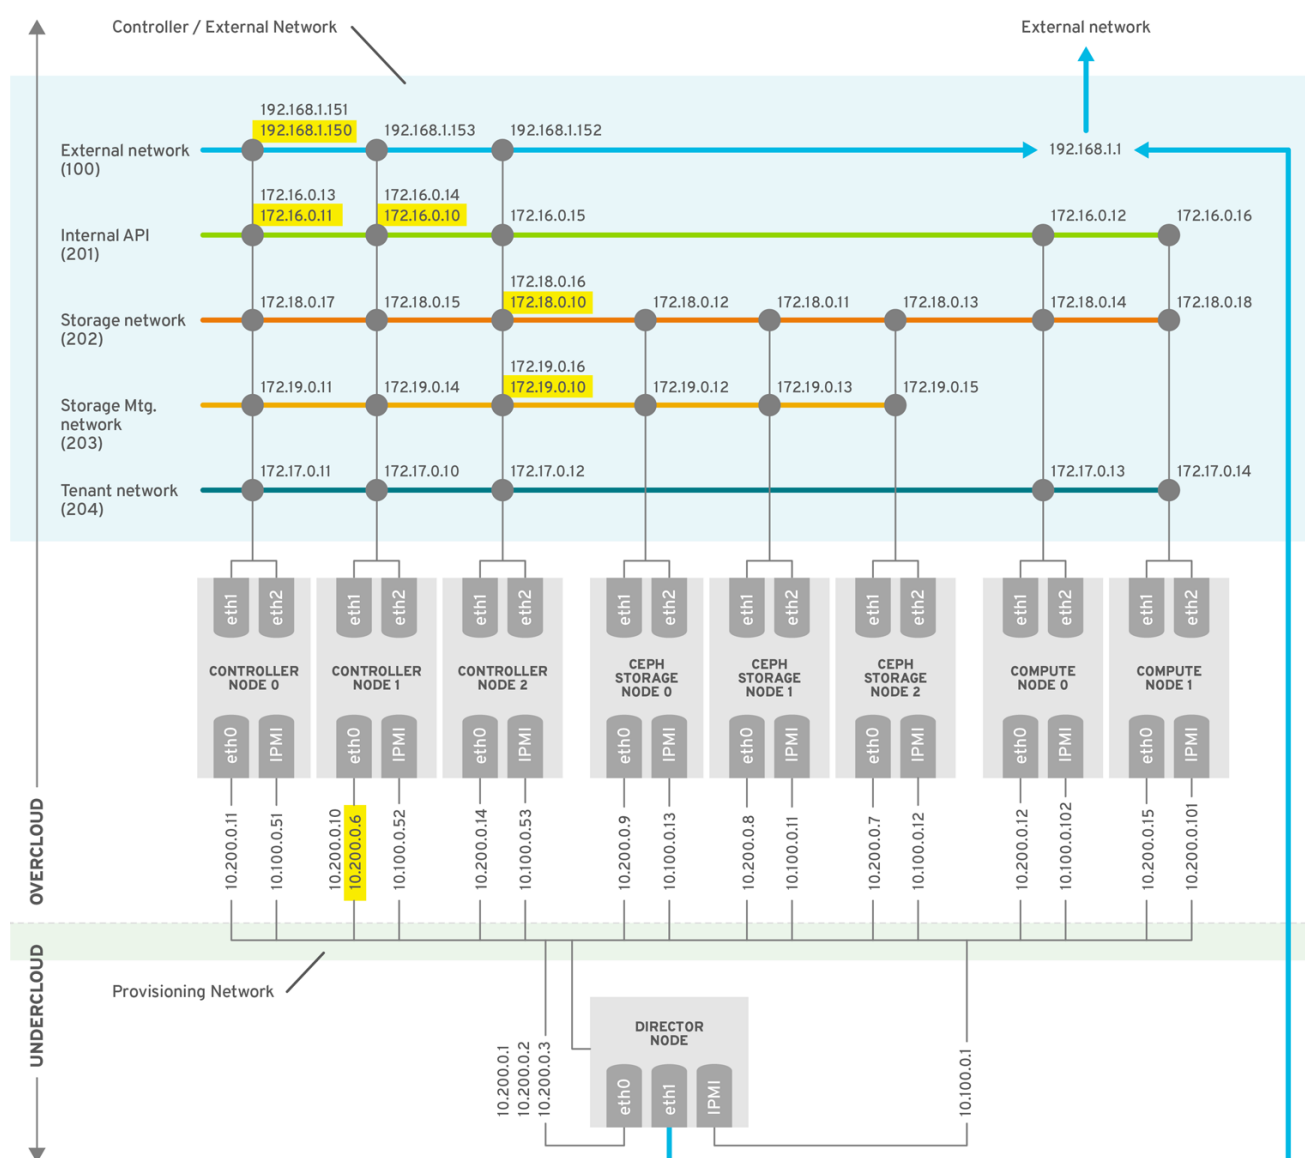 Controller / External Network
External network
192.168.1.151
192.168.1.150
192.168.1.153
192.168.1.152
External network
(100)
192.168.1.1
172.16.0.13
172.16.0.11
172.16.0.14
172.16.0.10
172.16.0.15
172.16.0.12
172.16.0.16
Internal API
(201)
172.18.0.17
172.18.0.15
172.18.0.16
172.18.0.10
172.18.0.12
172.18.0.11
172.18.0.13
172.18.0.14
172.18.0.18
Storage network
(202)
172.19.0.11
172.19.0.14
172.19.0.16
172.19.0.10
172.19.0.12
172.19.0.13
172.19.0.15
Storage Mtg.
network
(203)
172.17.0.11
172.17.0.10
172.17.0.12
172.17.0.13
172.17.0.14
Tenant network
(204)
eth1
eth2
CONTROLLER
NODE 0
eth0
IPMI
eth1
eth2
CONTROLLER
NODE 1
eth0
IPMI
eth1
eth2
CONTROLLER
NODE 2
eth0
IPMI
eth1
eth2
CEPH
STORAGE
NODE 0
eth0
IPMI
eth1
eth2
CEPH
STORAGE
NODE 1
eth0
IPMI
eth1
eth2
CEPH
STORAGE
NODE 2
eth0
IPMI
eth1
eth2
COMPUTE
NODE 0
eth0
IPMI
eth1
eth2
COMPUTE
NODE 1
eth0
IPMI
OVERCLOUD
10.200.0.11
10.100.0.51
10.200.0.10
10.200.0.6
10.100.0.52
10.200.0.14
10.100.0.53
10.200.0.9
10.100.0.13
10.200.0.8
10.100.0.11
10.200.0.7
10.100.0.12
10.200.0.12
10.100.0.102
10.200.0.15
10.200.0.101
UNDERCLOUD
Provisioning Network
DIRECTOR
NODE
10.200.0.1
10.200.0.2
10.200.0.3
eth0
eth1
IPMI
10.100.0.1